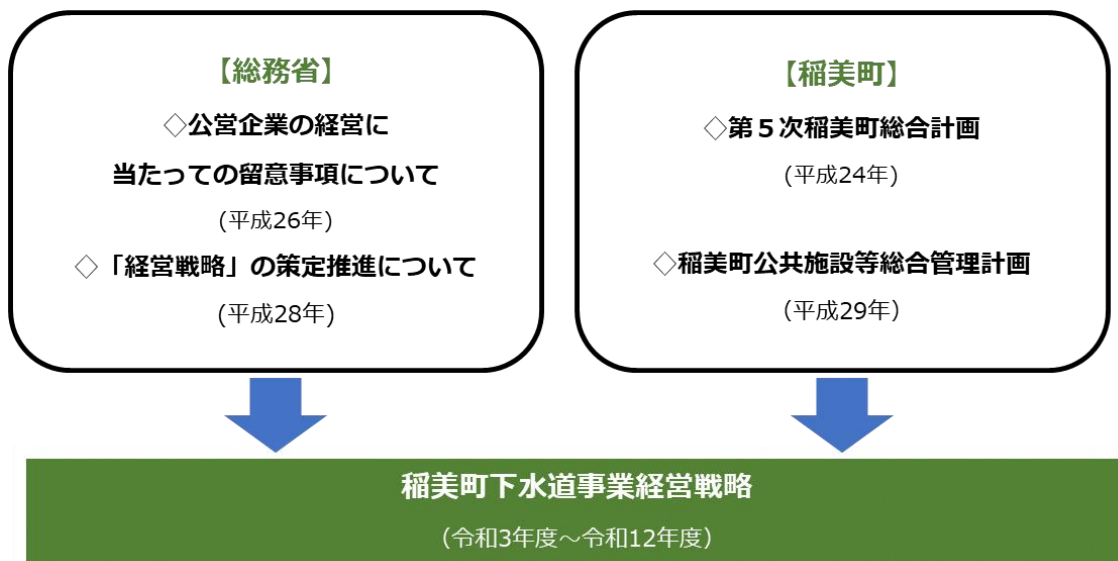 【総務省】
◇公営企業の経営に
当たっての留意事項について
(平成26年)
◇「経営戦略」の策定推進について
(平成28年)
【稲美町】
◇第５次稲美町総合計画
(平成24年)
◇稲美町公共施設等総合管理計画
(平成29年)
稲美町下水道事業経営戦略
(令和3年度～令和12年度)